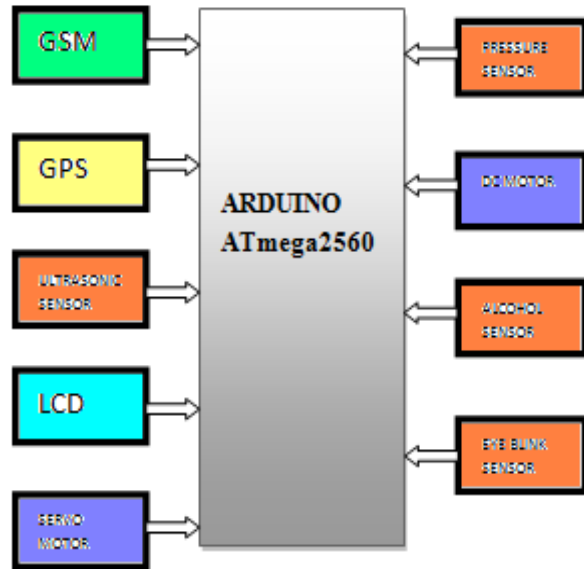 GSM
GPS
ULTRASONIC
SENSOR
LCD
SERVO
MOTOR
ARDUINO
ATmega2560
PRESSURE
SENSOR
DC MOTOR
ALCOHOL
SENSOR
EYE BLINK
SENSOR